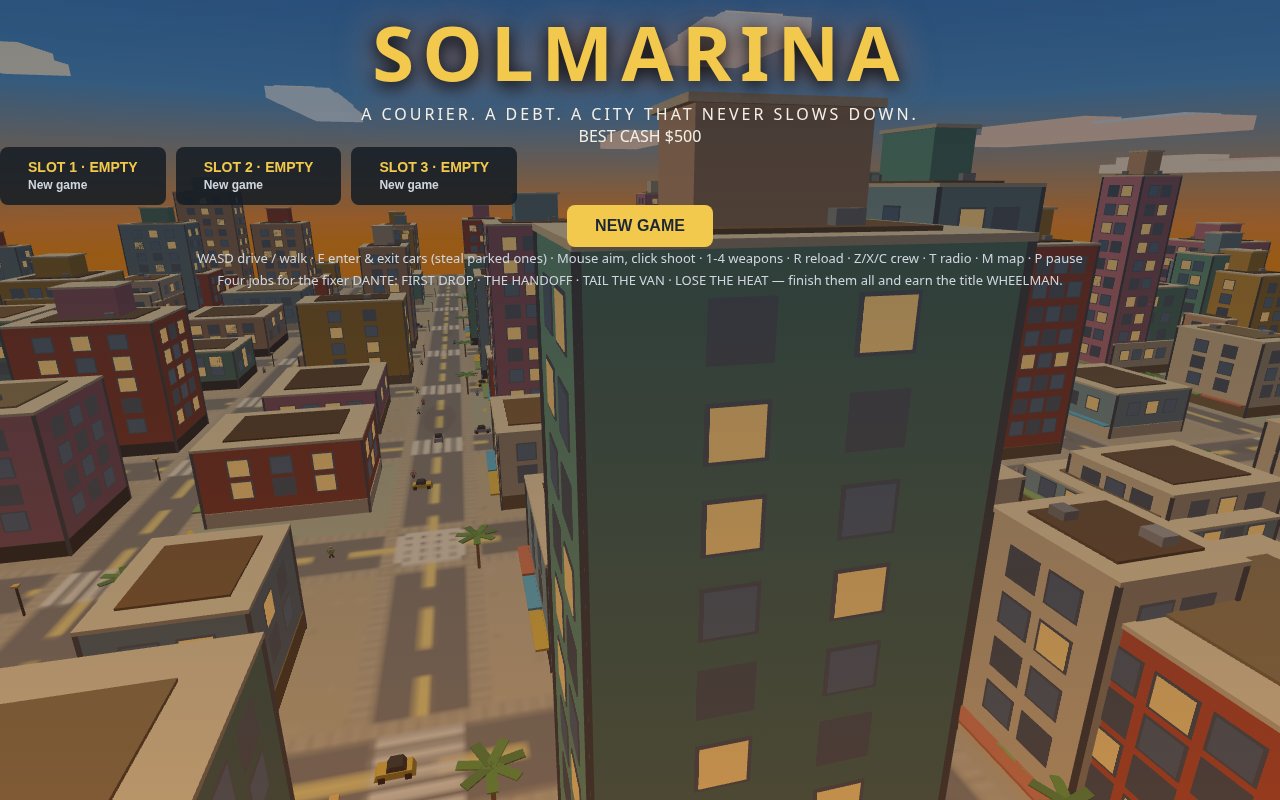 SOLMARINA
A COURIER. A DEBT. A CITY THAT NEVER SLOWS DOWN.
BEST CASH $500
SLOT 1 · EMPTY
New game
SLOT 2 · EMPTY
New game
SLOT 3 · EMPTY
New game
NEW GAME
WASD drive / walk · E enter & exit cars (steal parked ones) · Mouse aim, click shoot · 1-4 weapons · R reload · Z/X/C crew · T radio · M map · P pause
Four jobs for the fixer DANTE: FIRST DROP · THE HANDOFF · TAIL THE VAN · LOSE THE HEAT — finish them all and earn the title WHEELMAN.